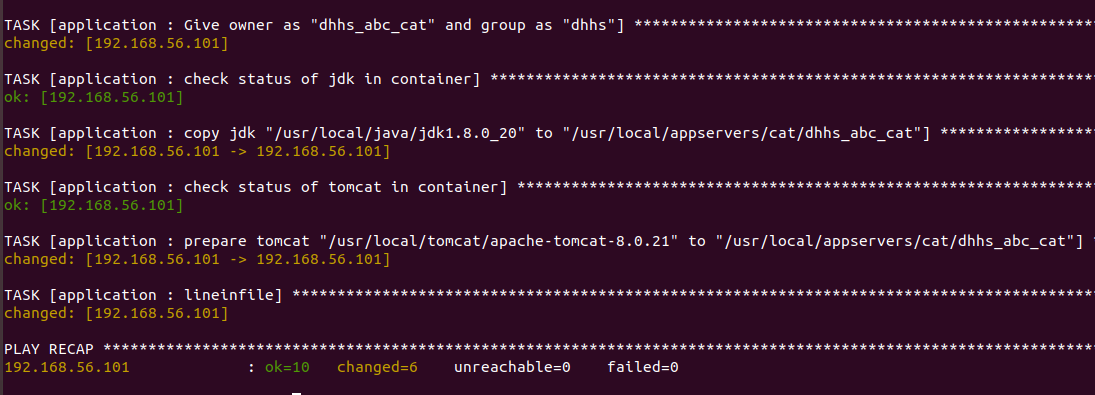 TASK [application : Give owner as "dhhs_abc_cat" and group as "dhhs"] ****************************************************
changed: [192.168.56.101]
TASK [application : check status of jdk in container] ********************************************************************
ok: [192.168.56.101]
TASK [application : copy jdk "/usr/local/java/jdk1.8.0_20" to "/usr/local/appservers/cat/dhhs_abc_cat"] ******************
changed: [192.168.56.101 -> 192.168.56.101]
TASK [application : check status of tomcat in container] *****************************************************************
ok: [192.168.56.101]
TASK [application : prepare tomcat "/usr/local/tomcat/apache-tomcat-8.0.21" to "/usr/local/appservers/cat/dhhs_abc_cat"] *
changed: [192.168.56.101 -> 192.168.56.101]
TASK [application : lineinfile] ******************************************************************************************
changed: [192.168.56.101]
PLAY RECAP ***************************************************************************************************************
192.168.56.101             : ok=10   changed=6    unreachable=0    failed=0